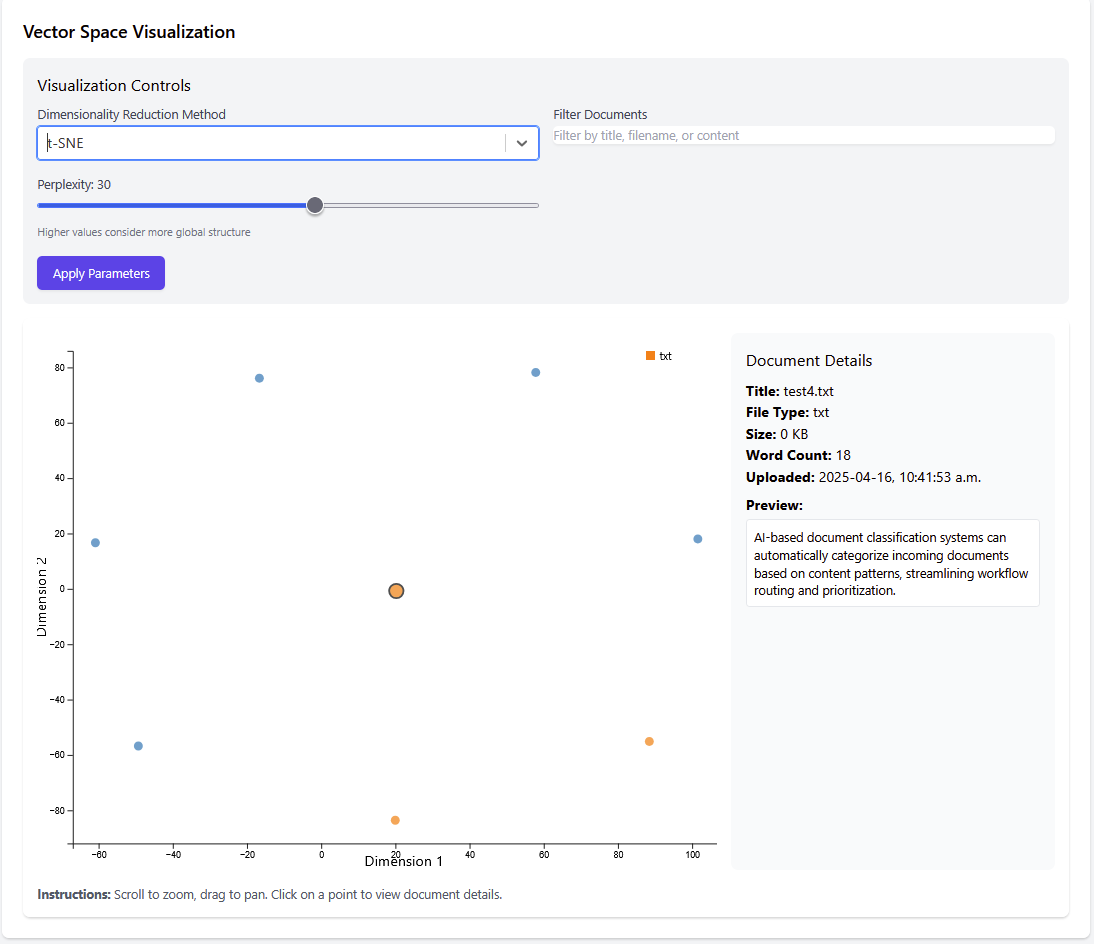 Vector Space Visualization
Visualization Controls
Dimensionality Reduction Method
t-SNE
Filter Documents
Filter by title, filename, or content
Perplexity: 30
Higher values consider more global structure
Apply Parameters
80
60
40
20
0
−20
−40
−60
−80
Dimension 2
−60
−40
−20
0
20
40
60
80
100
Dimension 1
txt
Document Details
Title: test4.txt
File Type: txt
Size: 0 KB
Word Count: 18
Uploaded: 2025-04-16, 10:41:53 a.m.
Preview:
AI-based document classification systems can
automatically categorize incoming documents
based on content patterns, streamlining workflow
routing and prioritization.
Instructions: Scroll to zoom, drag to pan. Click on a point to view document details.